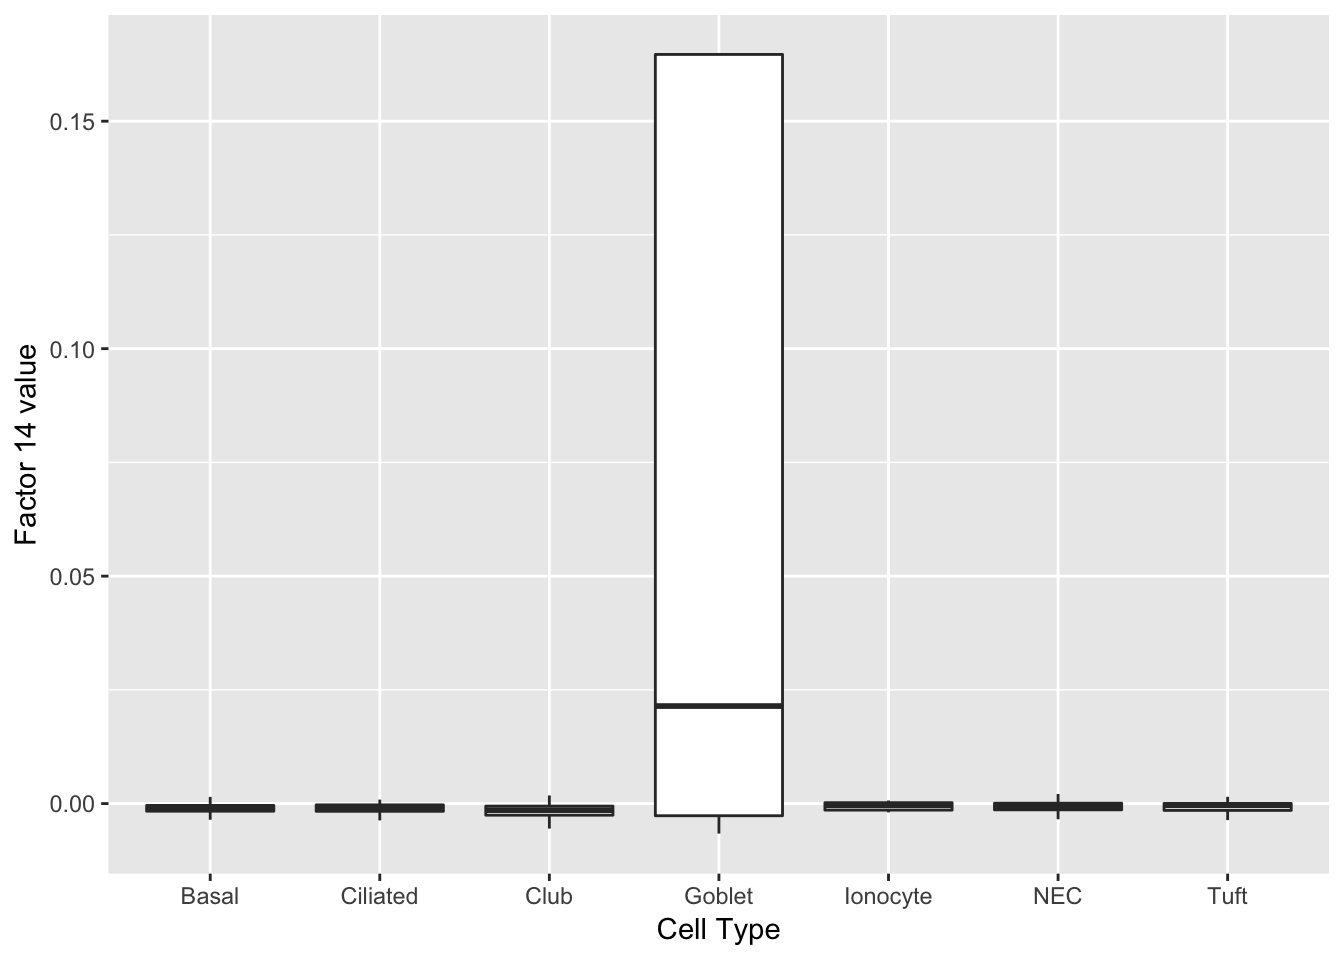 0.15
0.10
0.05
0.00
Factor 14 value
Basal Ciliated Club Goblet Ionocyte NEC Tuft
Cell Type